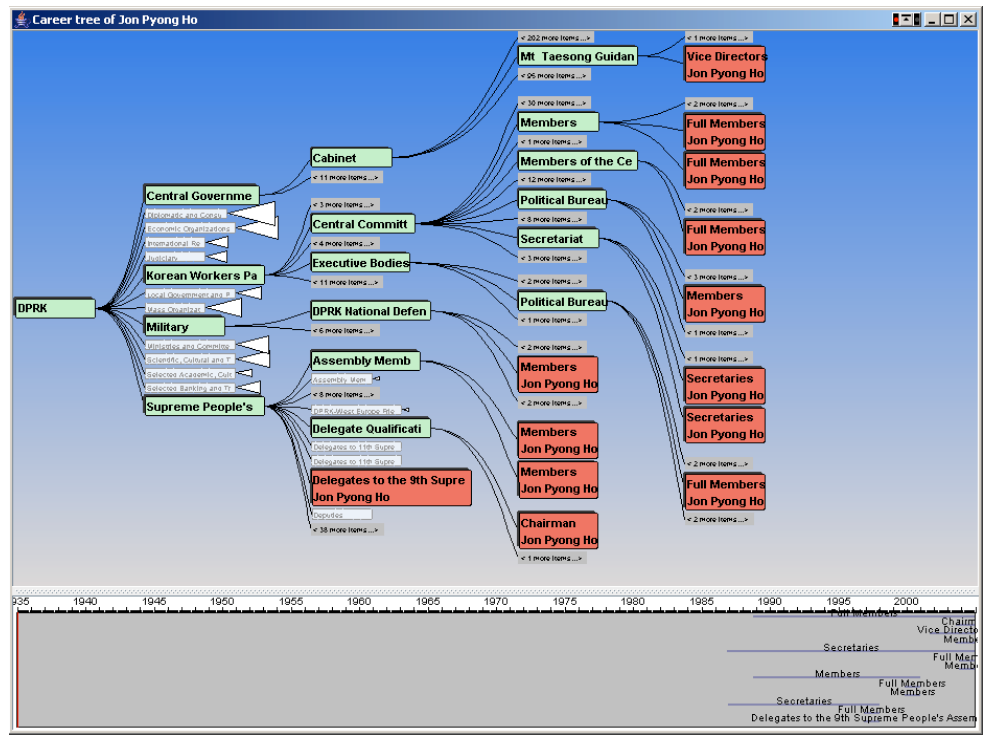 Career tree of Jon Pyong Ho
DPRK
Central Governme
Diplomatic and Consu
Economic Organizations
International Re
Judiciary
Korean Workers Pa
Local Government and P
Mass Organizat
Military
Ministries and Committe
Scientific, Cultural and T
Selected Academic, Cult
Selected Banking and Tr
Supreme People's
Cabinet
< 11 more items...>
< 3 more items...>
Central Committ
< 4 more items...>
Executive Bodies
< 11 more items...>
DPRK National Defen
< 6 more items...>
Assembly Memb
Assembly Mem
< 8 more items...>
DPRK-West Europe Frie
Delegate Qualificati
Delegates to 11th Supre
Delegates to 11th Supre
Delegates to the 9th Supre
Jon Pyong Ho
Deputies
< 38 more items...>
< 202 more items...>
Mt Taesong Guidan
< 95 more items...>
< 30 more items...>
Members
< 1 more items...>
Members of the Ce
< 12 more items...>
Political Bureau
< 8 more items...>
Secretariat
< 3 more items...>
< 2 more items...>
Political Bureau
< 1 more items...>
< 2 more items...>
Members
Jon Pyong Ho
< 2 more items...>
Members
Jon Pyong Ho
Members
Jon Pyong Ho
Chairman
Jon Pyong Ho
< 1 more items...>
< 1 more items...>
Vice Directors
Jon Pyong Ho
< 2 more items...>
Full Members
Jon Pyong Ho
Full Members
Jon Pyong Ho
< 2 more items...>
Full Members
Jon Pyong Ho
< 3 more items...>
Members
Jon Pyong Ho
< 1 more items...>
< 1 more items...>
Secretaries
Jon Pyong Ho
Secretaries
Jon Pyong Ho
< 2 more items...>
Full Members
Jon Pyong Ho
< 2 more items...>
935 1940 1945 1950 1955 1960 1965 1970 1975 1980 1985 1990 1995 2000
Full Members
Chairm
Vice Directo
Membe
Secretaries
Full Mem
Membe
Members
Full Members
Members
Secretaries
Full Members
Delegates to the 9th Supreme People's Assem